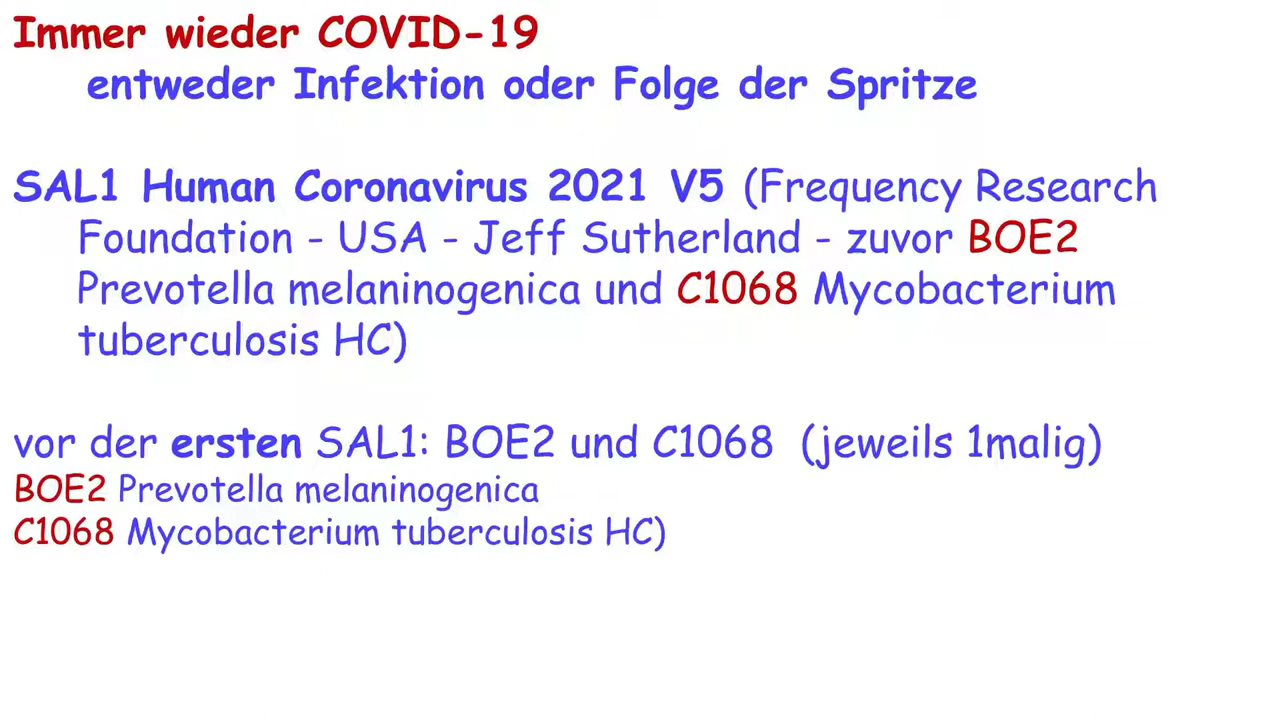 Immer wieder COVID-19
entweder Infektion oder Folge der Spritze
SAL1 Human Coronavirus 2021 V5 (Frequency Research
Foundation - USA - Jeff Sutherland - zuvor BOE2
Prevotella melaninogenica und C1068 Mycobacterium
tuberculosis HC)
vor der ersten SAL1: BOE2 und C1068 (jeweils 1malig)
BOE2 Prevotella melaninogenica
C1068 Mycobacterium tuberculosis HC)